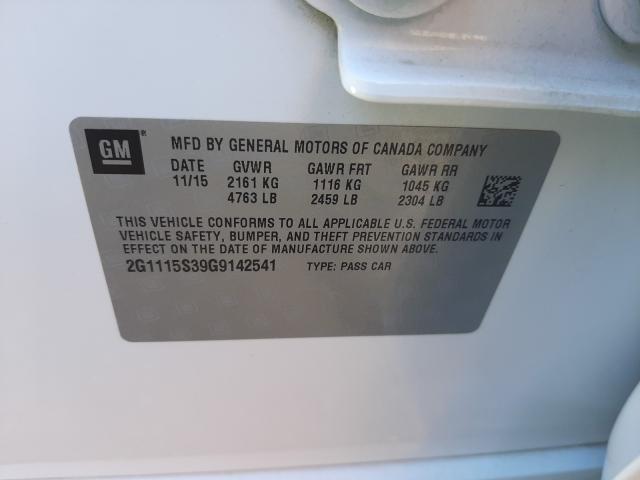 GM ®
MFD BY GENERAL MOTORS OF CANADA COMPANY
DATE GVWR GAWR FRT GAWR RR
11/15 2161 KG 1116 KG 1045 KG
4763 LB 2459 LB 2304 LB
THIS VEHICLE CONFORMS TO ALL APPLICABLE U.S. FEDERAL MOTOR
VEHICLE SAFETY, BUMPER, AND THEFT PREVENTION STANDARDS IN
EFFECT ON THE DATE OF MANUFACTURE SHOWN ABOVE.
2G1115S39G9142541 TYPE: PASS CAR